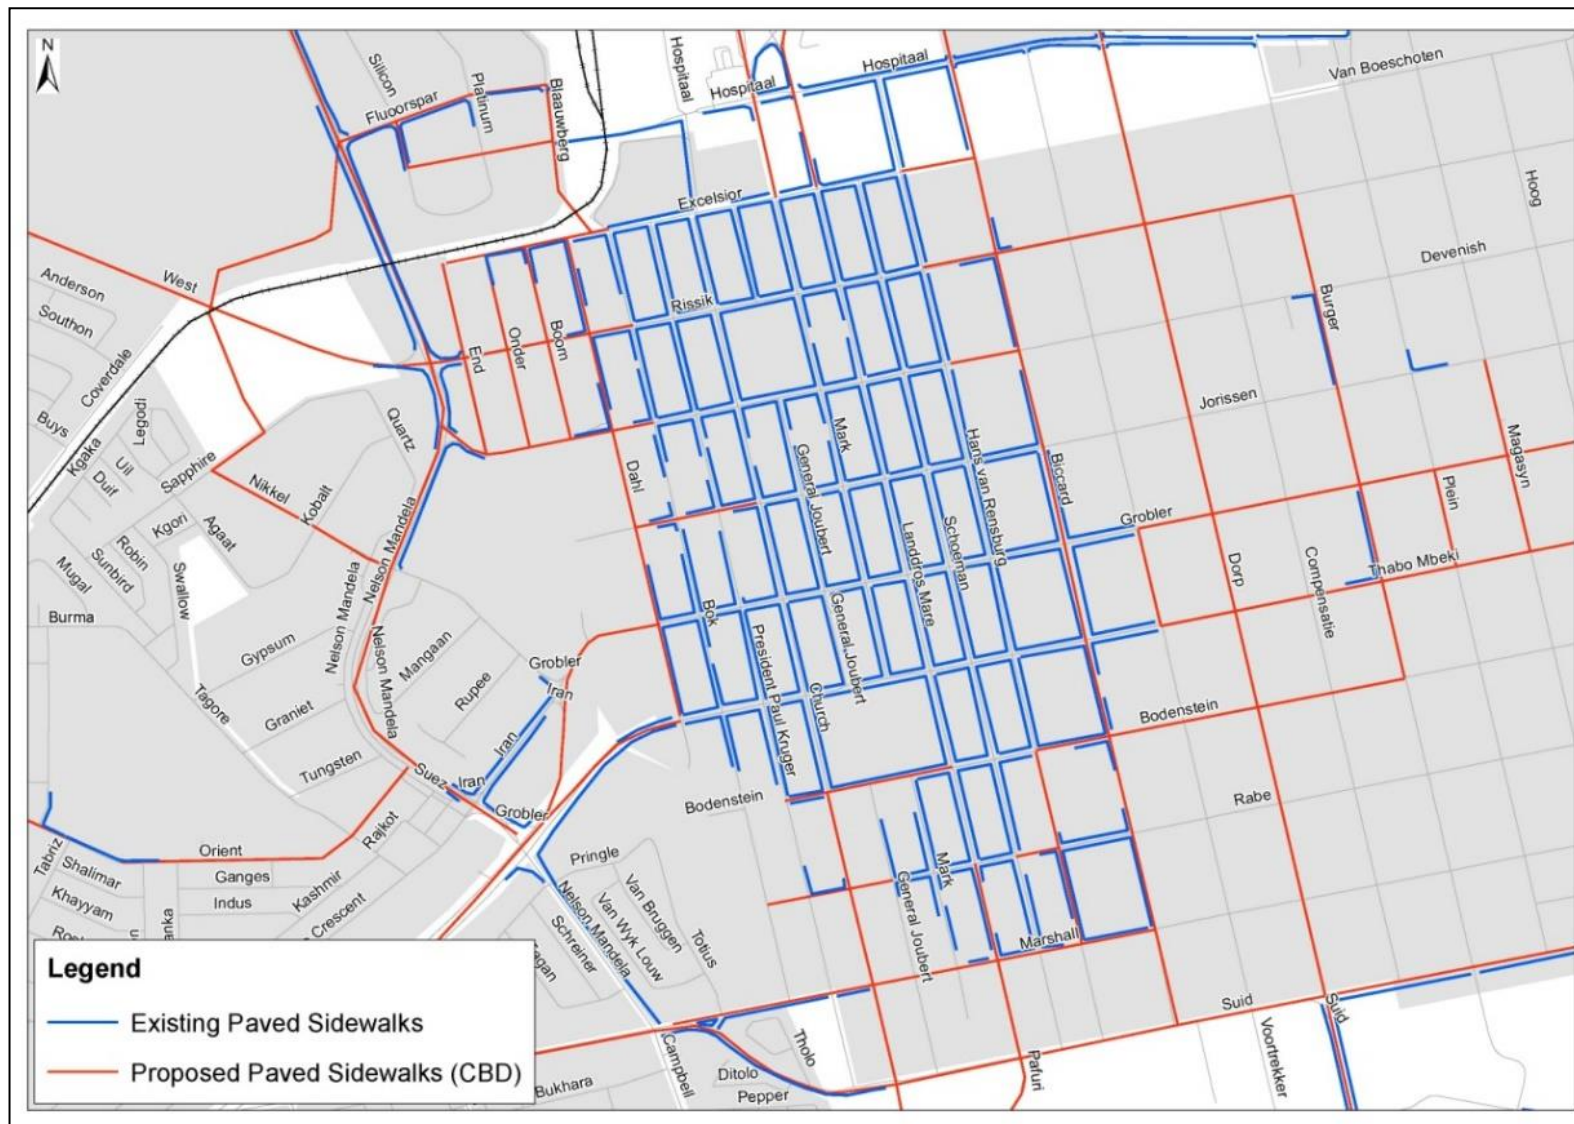 N
Silicon
Platinum
Fluoorspar
Blaauwberg
Hospitaal
Hospitaal
Hospitaal
Van Boeschoten
Hoog
Excelsior
Devenish
West
Anderson
Southon
Coverdale
Rissik
End
Onder
Boom
Burger
Buys
Kgaka
Legodi
Uil
Duif
Sapphire
Quartz
Nikkel
Kobalt
Jorissen
Mark
General Joubert
Dahl
Hans van Rensburg
Biccard
Magasyn
Plein
Grobler
Kgori
Agaat
Robin
Sunbird
Mugal
Swallow
Nelson Mandela
Landros Mare
Schoeman
Dorp
Compensatie
Thabo Mbeki
Burma
Gypsum
Nelson Mandela
Nelson Mandela
Mangaan
Bok
General Joubert
President Paul Kruger
Church
Grobler
Iran
Rupee
Tagore
Graniet
Tungsten
Iran
Suez
Iran
Grobler
Bodenstein
Bodenstein
Rabe
Orient
Rajkot
Tabriz
Shalimar
Ganges
Khayyam
Indus
Kashmir
Crescent
Pringle
Van Bruggen
Van Wyk Louw
Totius
Nelson Mandela
Schreiner
Mark
General Joubert
Marshall
Suid
Suid
Voortrekker
Pafuri
Tholo
Campbell
Ditolo
Pepper
Bukhara
Legend
Existing Paved Sidewalks
Proposed Paved Sidewalks (CBD)